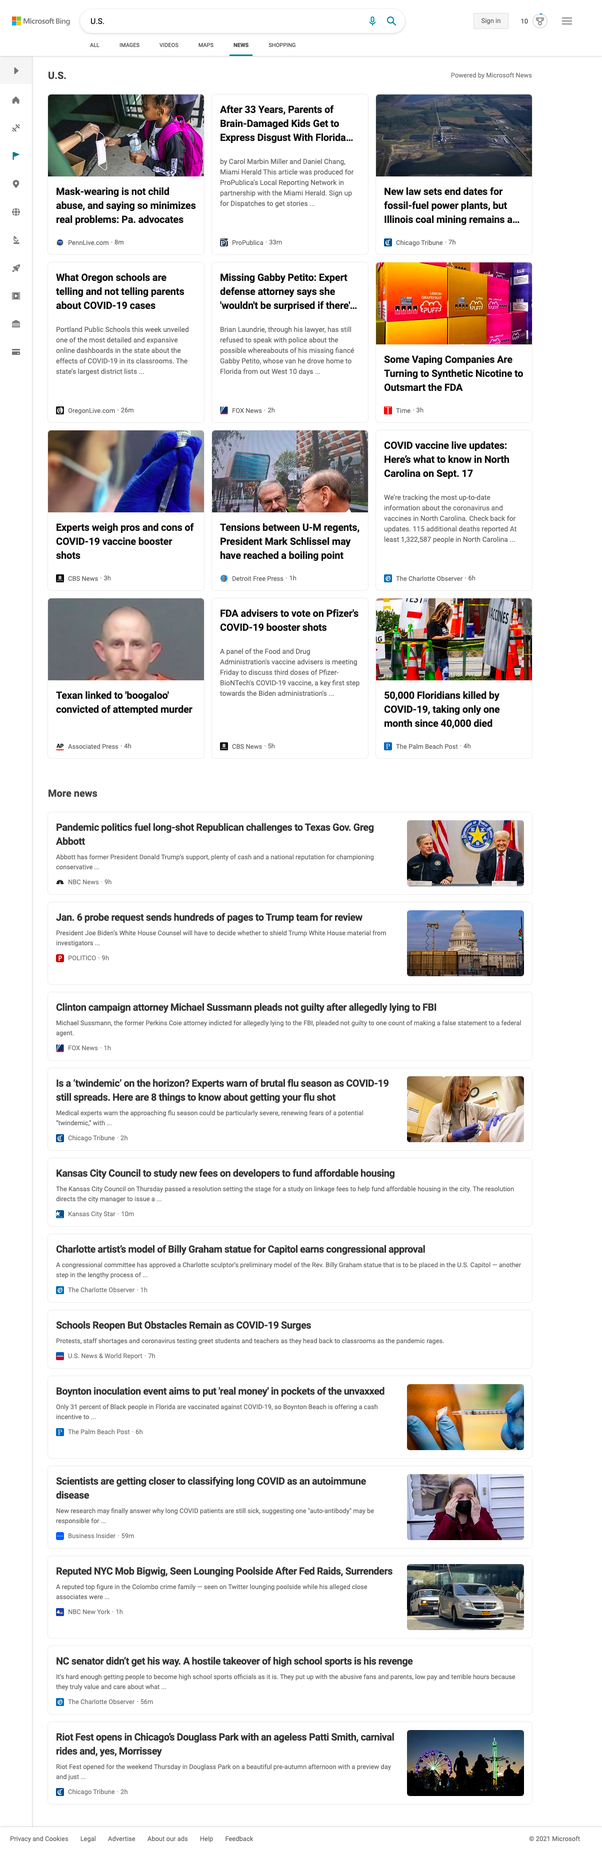 Microsoft Bing
U.S.
Sign in
10
ALL
IMAGES
VIDEOS
MAPS
NEWS
SHOPPING
U.S.
Powered by Microsoft News
Mask-wearing is not child
abuse, and saying so minimizes
real problems: Pa. advocates
PennLive.com · 8m
After 33 Years, Parents of
Brain-Damaged Kids Get to
Express Disgust With Florida...
by Carol Marbin Miller and Daniel Chang,
Miami Herald This article was produced for
ProPublica's Local Reporting Network in
partnership with the Miami Herald. Sign up
for Dispatches to get stories ...
ProPublica · 33m
New law sets end dates for
fossil-fuel power plants, but
Illinois coal mining remains a...
Chicago Tribune · 7h
What Oregon schools are
telling and not telling parents
about COVID-19 cases
Portland Public Schools this week unveiled
one of the most detailed and expansive
online dashboards in the state about the
effects of COVID-19 in its classrooms. The
state's largest district lists ...
OregonLive.com · 26m
Missing Gabby Petito: Expert
defense attorney says she
'wouldn't be surprised if there'...
Brian Laundrie, through his lawyer, has still
refused to speak with police about the
possible whereabouts of his missing fiancé
Gabby Petito, whose van he drove home to
Florida from out West 10 days ...
FOX News · 2h
Some Vaping Companies Are
Turning to Synthetic Nicotine to
Outsmart the FDA
Time · 3h
Experts weigh pros and cons of
COVID-19 vaccine booster
shots
CBS News · 3h
Tensions between U-M regents,
President Mark Schlissel may
have reached a boiling point
Detroit Free Press · 1h
COVID vaccine live updates:
Here's what to know in North
Carolina on Sept. 17
We're tracking the most up-to-date
information about the coronavirus and
vaccines in North Carolina. Check back for
updates. 115 additional deaths reported At
least 1,322,587 people in North Carolina ...
The Charlotte Observer · 6h
Texan linked to 'boogaloo'
convicted of attempted murder
AP
Associated Press · 4h
FDA advisers to vote on Pfizer's
COVID-19 booster shots
A panel of the Food and Drug
Administration's vaccine advisers is meeting
Friday to discuss third doses of Pfizer-
BioNTech's COVID-19 vaccine, a key first step
towards the Biden administration's ...
CBS News · 5h
50,000 Floridians killed by
COVID-19, taking only one
month since 40,000 died
The Palm Beach Post · 4h
More news
Pandemic politics fuel long-shot Republican challenges to Texas Gov. Greg
Abbott
Abbott has former President Donald Trump's support, plenty of cash and a national reputation for championing
conservative ...
NBC News · 9h
Jan. 6 probe request sends hundreds of pages to Trump team for review
President Joe Biden's White House Counsel will have to decide whether to shield Trump White House material from
investigators ...
POLITICO · 9h
Clinton campaign attorney Michael Sussmann pleads not guilty after allegedly lying to FBI
Michael Sussmann, the former Perkins Coie attorney indicted for allegedly lying to the FBI, pleaded not guilty to one count of making a false statement to a federal
agent.
FOX News · 1h
Is a 'twindemic' on the horizon? Experts warn of brutal flu season as COVID-19
still spreads. Here are 8 things to know about getting your flu shot
Medical experts warn the approaching flu season could be particularly severe, renewing fears of a potential
"twindemic," with ...
Chicago Tribune · 2h
Kansas City Council to study new fees on developers to fund affordable housing
The Kansas City Council on Thursday passed a resolution setting the stage for a study on linkage fees to help fund affordable housing in the city. The resolution
directs the city manager to issue a ...
Kansas City Star · 10m
Charlotte artist's model of Billy Graham statue for Capitol earns congressional approval
A congressional committee has approved a Charlotte sculptor's preliminary model of the Rev. Billy Graham statue that is to be placed in the U.S. Capitol — another
step in the lengthy process of ...
The Charlotte Observer · 1h
Schools Reopen But Obstacles Remain as COVID-19 Surges
Protests, staff shortages and coronavirus testing greet students and teachers as they head back to classrooms as the pandemic rages.
U.S. News & World Report · 7h
Boynton inoculation event aims to put 'real money' in pockets of the unvaxxed
Only 31 percent of Black people in Florida are vaccinated against COVID-19, so Boynton Beach is offering a cash
incentive to ...
The Palm Beach Post · 6h
Scientists are getting closer to classifying long COVID as an autoimmune
disease
New research may finally answer why long COVID patients are still sick, suggesting one "auto-antibody" may be
responsible for ...
Business Insider · 59m
Reputed NYC Mob Bigwig, Seen Lounging Poolside After Fed Raids, Surrenders
A reputed top figure in the Colombo crime family — seen on Twitter lounging poolside while his alleged close
associates were ...
NBC New York · 1h
NC senator didn't get his way. A hostile takeover of high school sports is his revenge
It's hard enough getting people to become high school sports officials as it is. They put up with the abusive fans and parents, low pay and terrible hours because
they truly value and care about what ...
The Charlotte Observer · 56m
Riot Fest opens in Chicago's Douglass Park with an ageless Patti Smith, carnival
rides and, yes, Morrissey
Riot Fest opened for the weekend Thursday in Douglass Park on a beautiful pre-autumn afternoon with a preview day
and just ...
Chicago Tribune · 2h
Privacy and Cookies
Legal
Advertise
About our ads
Help
Feedback
© 2021 Microsoft